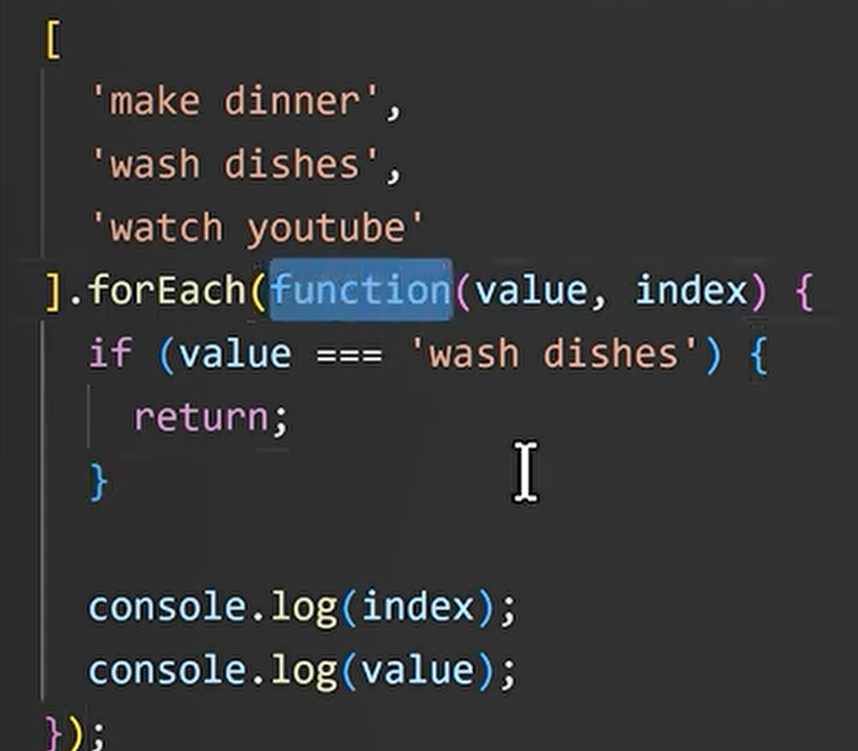 [
  'make dinner',
  'wash dishes',
  'watch youtube'
].forEach(function(value, index) {
  if (value === 'wash dishes') {
    return;
  }

  console.log(index);
  console.log(value);
});